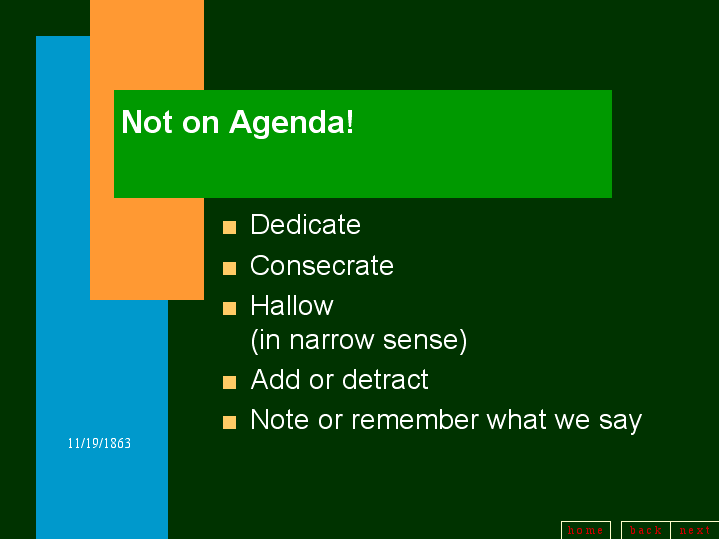 Not on Agenda!
Dedicate
Consecrate
Hallow
(in narrow sense)
Add or detract
Note or remember what we say
11/19/1863
home back next